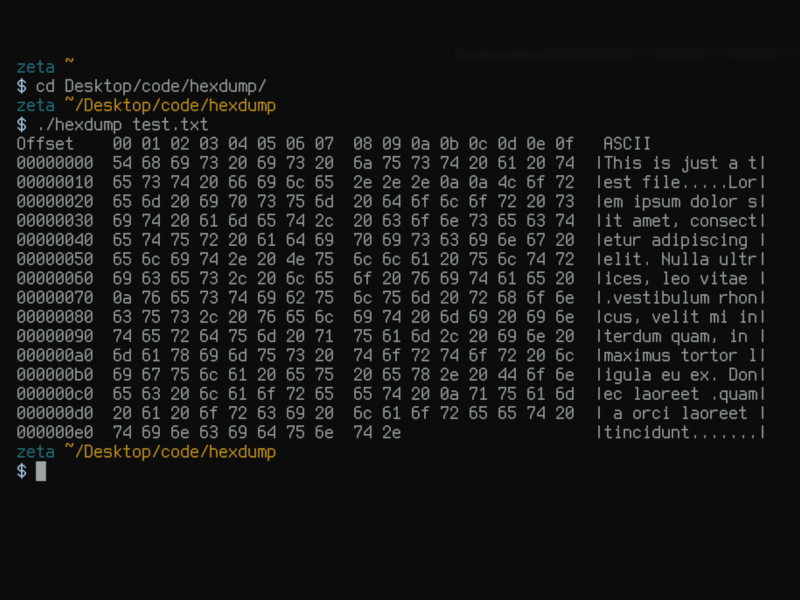 zeta ~
$ cd Desktop/code/hexdump/
zeta ~/Desktop/code/hexdump
$ ./hexdump test.txt
Offset    00 01 02 03 04 05 06 07  08 09 0a 0b 0c 0d 0e 0f   ASCII
00000000  54 68 69 73 20 69 73 20  6a 75 73 74 20 61 20 74  |This is just a t|
00000010  65 73 74 20 66 69 6c 65  2e 2e 2e 0a 0a 4c 6f 72  |est file.....Lor|
00000020  65 6d 20 69 70 73 75 6d  20 64 6f 6c 6f 72 20 73  |em ipsum dolor s|
00000030  69 74 20 61 6d 65 74 2c  20 63 6f 6e 73 65 63 74  |it amet, consect|
00000040  65 74 75 72 20 61 64 69  70 69 73 63 69 6e 67 20  |etur adipiscing |
00000050  65 6c 69 74 2e 20 4e 75  6c 6c 61 20 75 6c 74 72  |elit. Nulla ultr|
00000060  69 63 65 73 2c 20 6c 65  6f 20 76 69 74 61 65 20  |ices, leo vitae |
00000070  0a 76 65 73 74 69 62 75  6c 75 6d 20 72 68 6f 6e  |.vestibulum rhon|
00000080  63 75 73 2c 20 76 65 6c  69 74 20 6d 69 20 69 6e  |cus, velit mi in|
00000090  74 65 72 64 75 6d 20 71  75 61 6d 2c 20 69 6e 20  |terdum quam, in |
000000a0  6d 61 78 69 6d 75 73 20  74 6f 72 74 6f 72 20 6c  |maximus tortor l|
000000b0  69 67 75 6c 61 20 65 75  20 65 78 2e 20 44 6f 6e  |igula eu ex. Don|
000000c0  65 63 20 6c 61 6f 72 65  65 74 20 0a 71 75 61 6d  |ec laoreet .quam|
000000d0  20 61 20 6f 72 63 69 20  6c 61 6f 72 65 65 74 20  | a orci laoreet |
000000e0  74 69 6e 63 69 64 75 6e  74 2e                    |tincidunt.......|
zeta ~/Desktop/code/hexdump
$